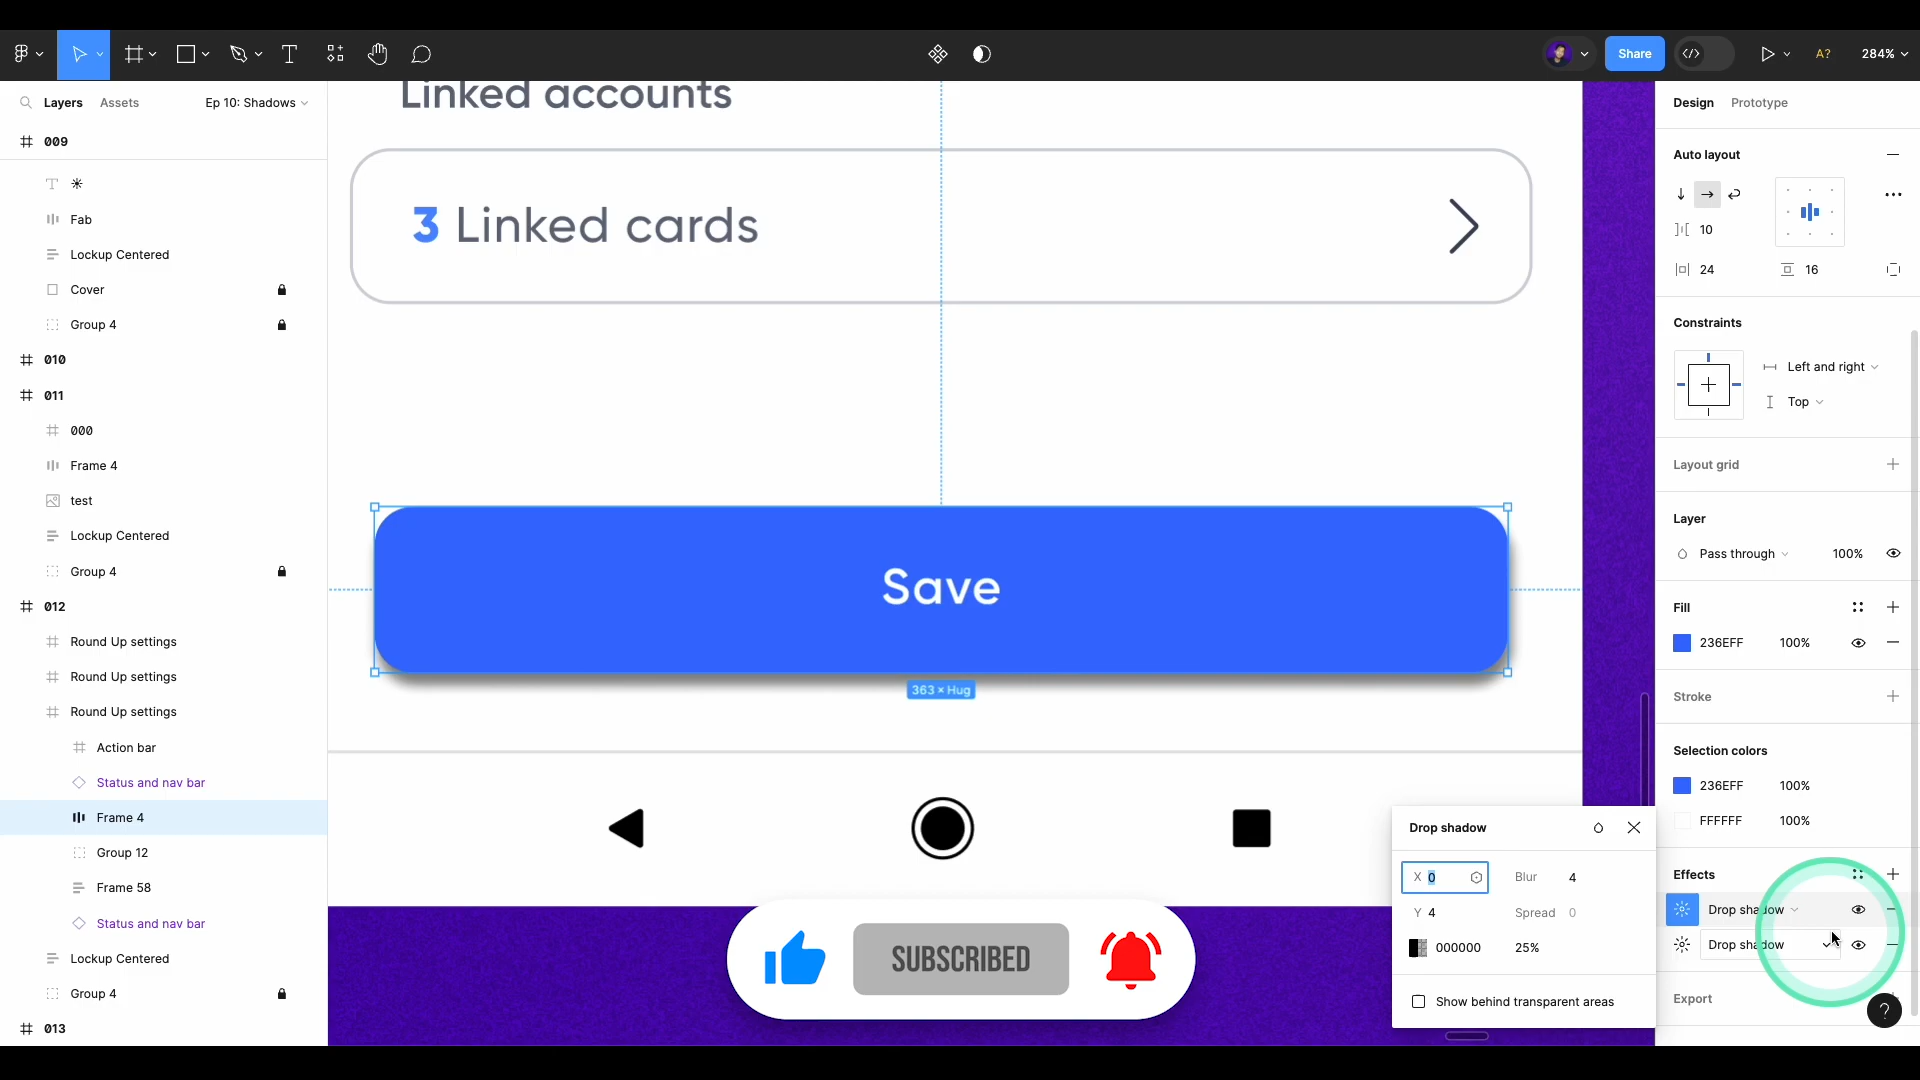 Share
A?
284%
Layers
Assets
Ep 10: Shadows
009
Fab
Lockup Centered
Cover
Group 4
010
011
000
Frame 4
test
Lockup Centered
Group 4
012
Round Up settings
Round Up settings
Round Up settings
Action bar
Status and nav bar
Frame 4
Group 12
Frame 58
Status and nav bar
Lockup Centered
Group 4
013
Linked accounts
3 Linked cards
Save
363 × Hug
SUBSCRIBED
Drop shadow
X 0
Blur 4
Y 4
Spread 0
000000 25%
Show behind transparent areas
Design
Prototype
Auto layout
10
24
16
Constraints
Left and right
Top
Layout grid
Layer
Pass through 100%
Fill
236EFF 100%
Stroke
Selection colors
236EFF 100%
FFFFFF 100%
Effects
Drop shadow
Drop shadow
Export
?